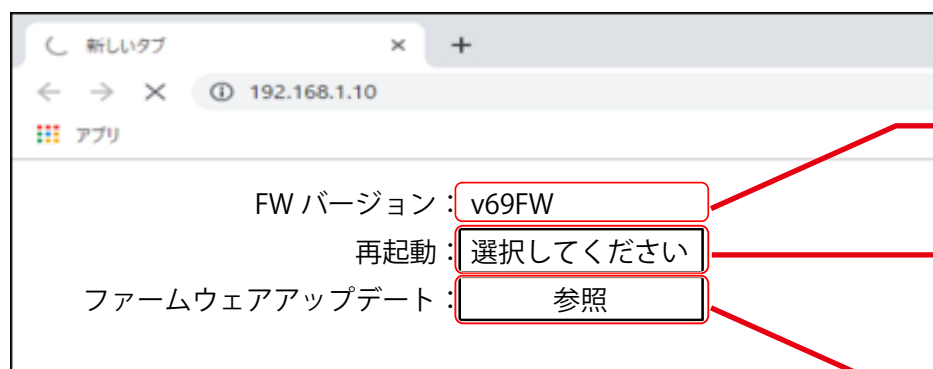 新しいタブ
192.168.1.10
アプリ
FW バージョン : v69FW
再起動 : 選択してください
ファームウェアアップデート : 参照